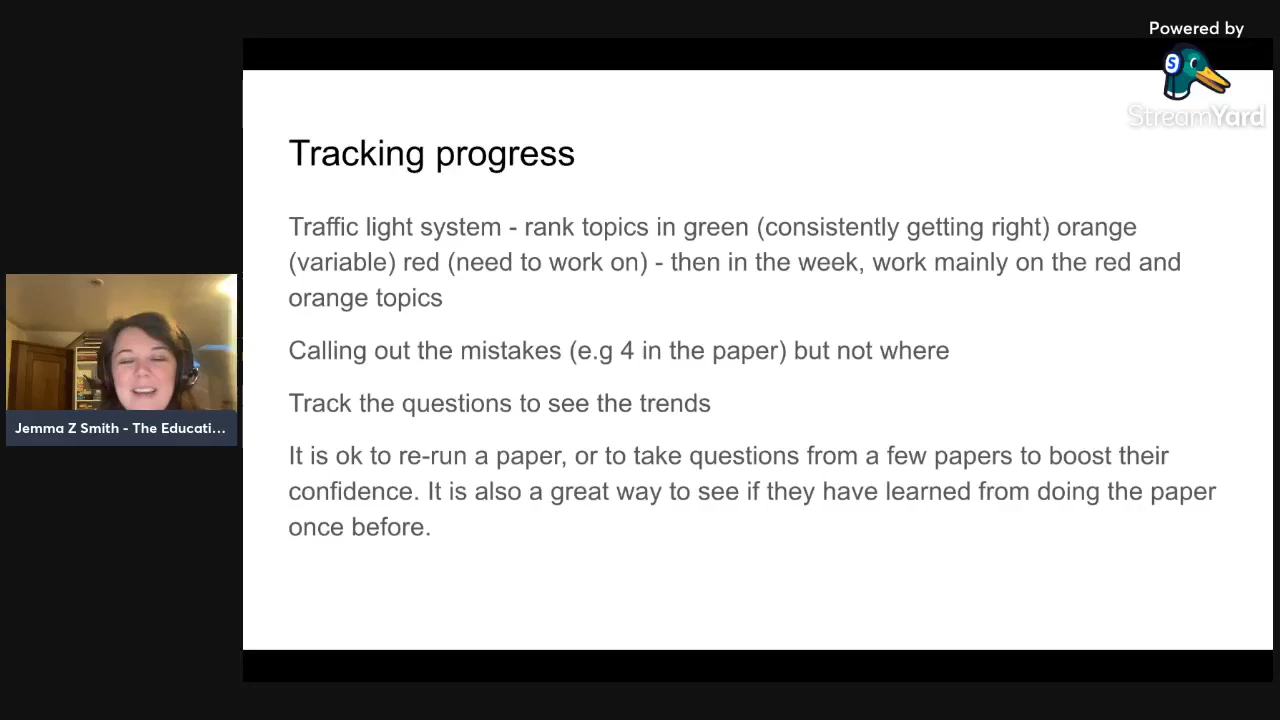 Powered by
StreamYard
Tracking progress
Traffic light system - rank topics in green (consistently getting right) orange
(variable) red (need to work on) - then in the week, work mainly on the red and
orange topics
Calling out the mistakes (e.g 4 in the paper) but not where
Track the questions to see the trends
It is ok to re-run a paper, or to take questions from a few papers to boost their
confidence. It is also a great way to see if they have learned from doing the paper
once before.
Jemma Z Smith - The Educati...